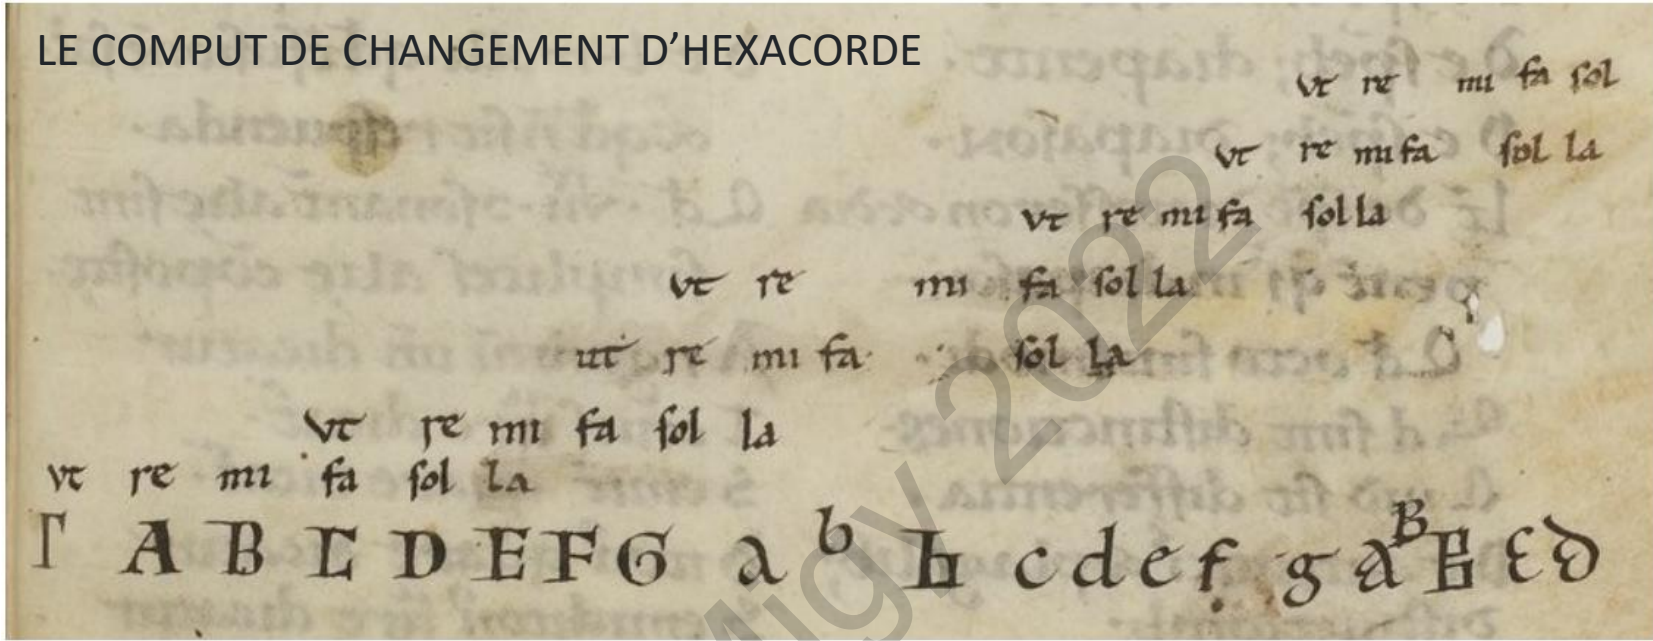 LE COMPUT DE CHANGEMENT D’HEXACORDE
vt re mi fa sol
vt re mi fa sol la
vt re mi fa sol la
vt re mi fa sol la
ut re mi fa sol la
vt re mi fa sol la
vt re mi fa sol la
Γ A B C D E F G a b h c d e f g a B B C D
Migy 2022